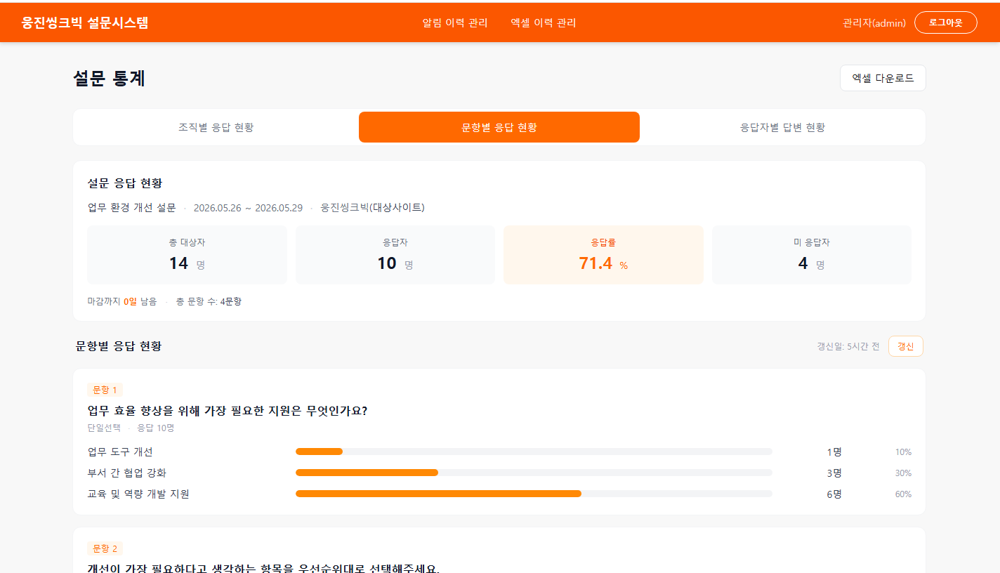 웅진씽크빅 설문시스템 알림 이력 관리 엑셀 이력 관리 관리자(admin) 로그아웃
설문 통계 엑셀 다운로드
조직별 응답 현황 문항별 응답 현황 응답자별 답변 현황
설문 응답 현황
업무 환경 개선 설문 · 2026.05.26 ~ 2026.05.29 · 웅진씽크빅(대상사이트)
총 대상자 응답자 응답률 미 응답자
14 명 10 명 71.4 % 4 명
마감까지 0일 남음 · 총 문항 수: 4문항
문항별 응답 현황 갱신일: 5시간 전 갱신
문항 1
업무 효율 향상을 위해 가장 필요한 지원은 무엇인가요?
단일선택 · 응답 10명
업무 도구 개선 1명 10%
부서 간 협업 강화 3명 30%
교육 및 역량 개발 지원 6명 60%
문항 2
개선이 가장 필요하다고 생각하는 항목을 우선순위대로 선택해주세요.